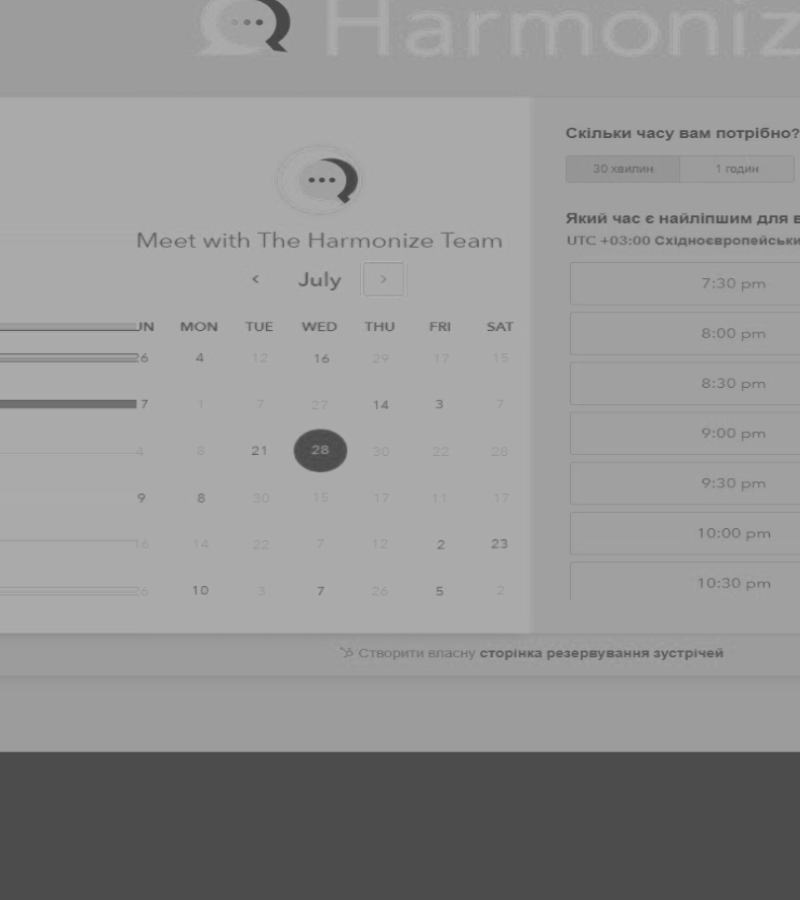 Harmoniz
Meet with The Harmonize Team
< July >
UN MON TUE WED THU FRI SAT
26 4 12 16 29 17 15
7 1 7 27 14 3 7
4 8 21 28 30 22 28
9 8 30 15 17 11 17
16 14 22 7 12 2 23
26 10 3 7 26 5 2
Скільки часу вам потрібно?
30 хвилин 1 годин
Який час є найліпшим для в
UTC +03:00 Східноєвропейськи
7:30 pm
8:00 pm
8:30 pm
9:00 pm
9:30 pm
10:00 pm
10:30 pm
Створити власну сторінка резервування зустрічей